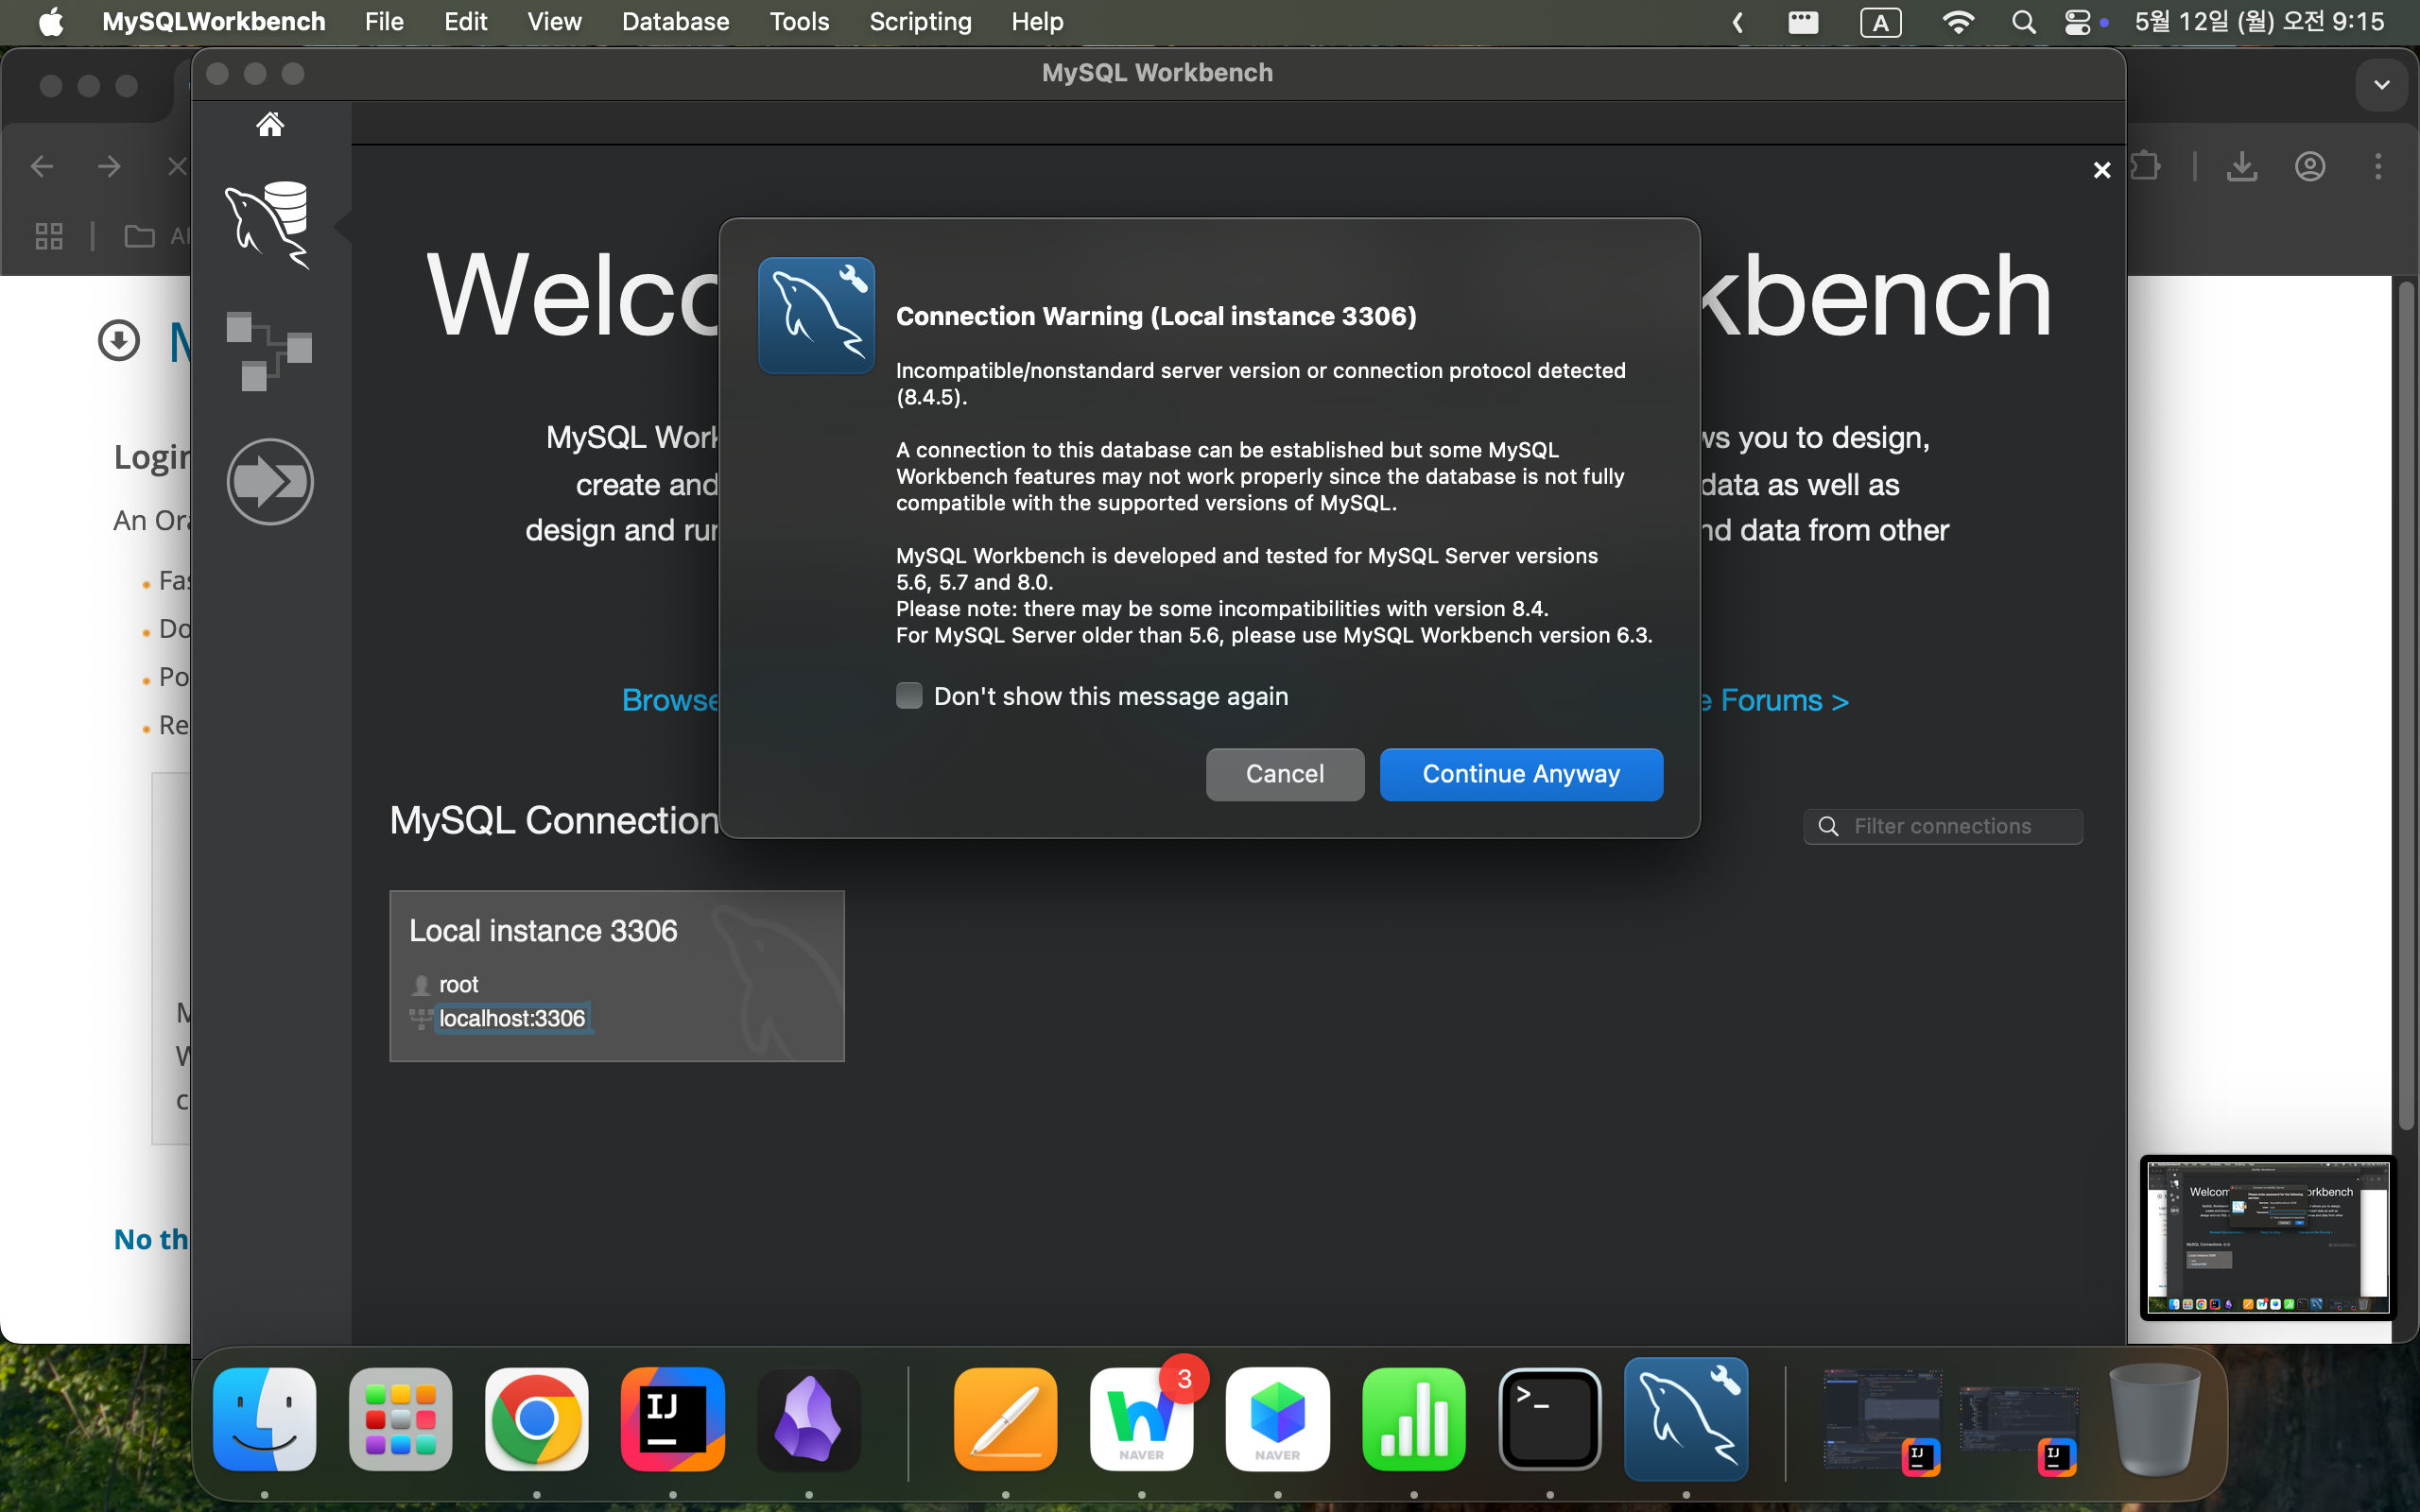 MySQLWorkbench File Edit View Database Tools Scripting Help A 5월 12일 (월) 오전 9:15
MySQL Workbench
Welco
kbench
MySQL Work
create and
design and rur
ws you to design,
data as well as
nd data from other
Browse
e Forums >
Connection Warning (Local instance 3306)
Incompatible/nonstandard server version or connection protocol detected
(8.4.5).
A connection to this database can be established but some MySQL
Workbench features may not work properly since the database is not fully
compatible with the supported versions of MySQL.
MySQL Workbench is developed and tested for MySQL Server versions
5.6, 5.7 and 8.0.
Please note: there may be some incompatibilities with version 8.4.
For MySQL Server older than 5.6, please use MySQL Workbench version 6.3.
Don't show this message again
Cancel
Continue Anyway
MySQL Connection
Filter connections
Local instance 3306
root
localhost:3306
Login
An Ora
Fas
Do
Po
Re
No th
Welcom
orkbench
IJ
3
NAVER
NAVER
>_
IJ
IJ